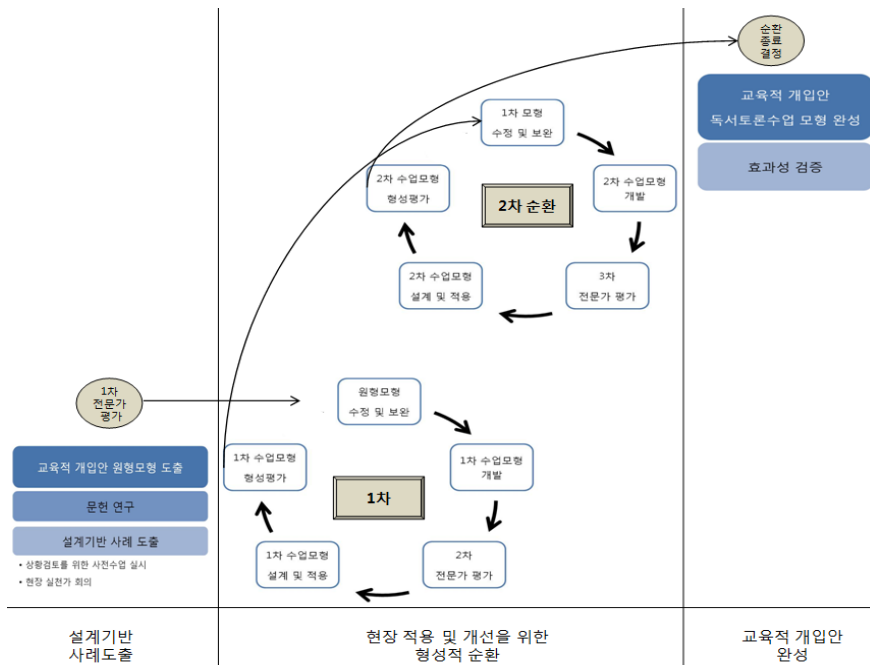 순환
종료
결정
교육적 개입안
독서토론수업 모형 완성
효과성 검증
1차 모형
수정 및 보완
2차 수업모형
형성평가
2차 순환
2차 수업모형
개발
2차 수업모형
설계 및 적용
3차
전문가 평가
1차
전문가
평가
원형모형
수정 및 보완
교육적 개입안 원형모형 도출
문헌 연구
설계기반 사례 도출
• 상황검토를 위한 사전수업 실시
• 현장 실천가 회의
1차 수업모형
형성평가
1차
1차 수업모형
개발
1차 수업모형
설계 및 적용
2차
전문가 평가
설계기반
사례도출
현장 적용 및 개선을 위한
형성적 순환
교육적 개입안
완성